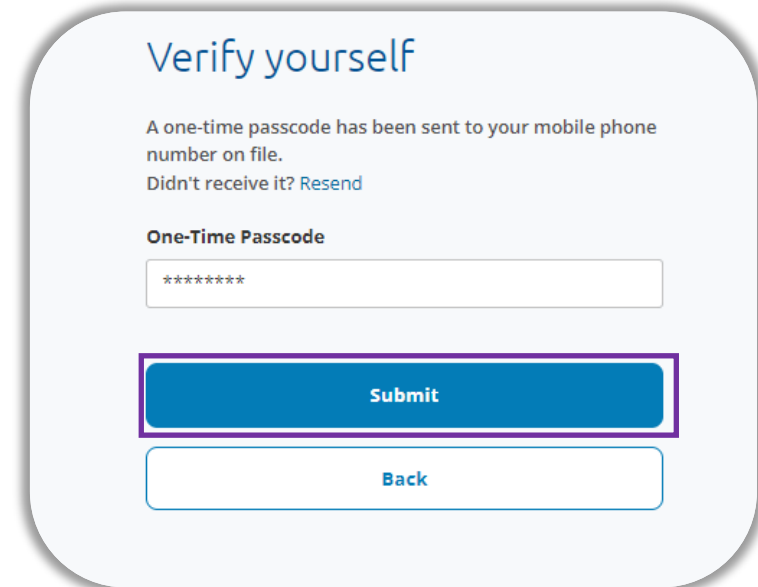 Verify yourself
A one-time passcode has been sent to your mobile phone
number on file.
Didn't receive it? Resend
One-Time Passcode
********
Submit
Back